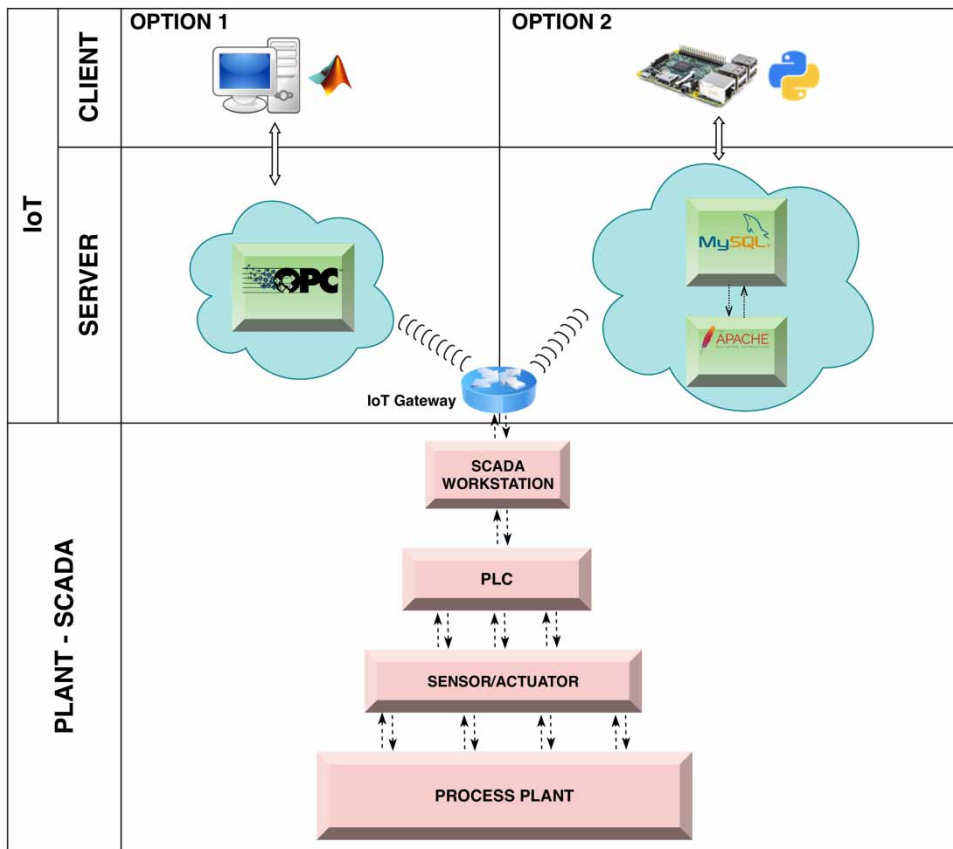 OPTION 1
OPTION 2
CLIENT
IoT
SERVER
OPC
MySQL
APACHE
IoT Gateway
PLANT - SCADA
SCADA
WORKSTATION
PLC
SENSOR/ACTUATOR
PROCESS PLANT